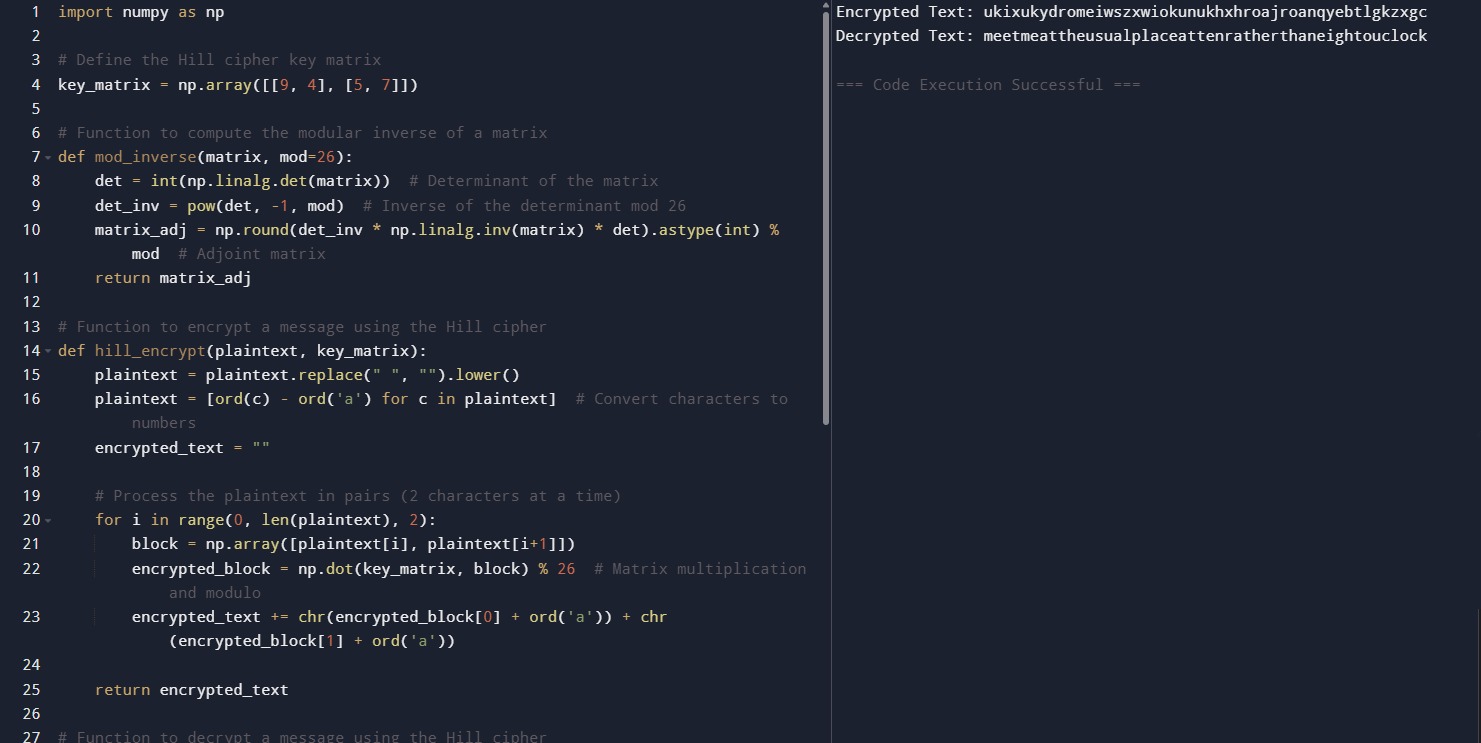 1 import numpy as np
2
3 # Define the Hill cipher key matrix
4 key_matrix = np.array([[9, 4], [5, 7]])
5
6 # Function to compute the modular inverse of a matrix
7 def mod_inverse(matrix, mod=26):
8     det = int(np.linalg.det(matrix))  # Determinant of the matrix
9     det_inv = pow(det, -1, mod)  # Inverse of the determinant mod 26
10     matrix_adj = np.round(det_inv * np.linalg.inv(matrix) * det).astype(int) %
        mod  # Adjoint matrix
11     return matrix_adj
12
13 # Function to encrypt a message using the Hill cipher
14 def hill_encrypt(plaintext, key_matrix):
15     plaintext = plaintext.replace(" ", "").lower()
16     plaintext = [ord(c) - ord('a') for c in plaintext]  # Convert characters to
        numbers
17     encrypted_text = ""
18
19     # Process the plaintext in pairs (2 characters at a time)
20     for i in range(0, len(plaintext), 2):
21         block = np.array([plaintext[i], plaintext[i+1]])
22         encrypted_block = np.dot(key_matrix, block) % 26  # Matrix multiplication
            and modulo
23         encrypted_text += chr(encrypted_block[0] + ord('a')) + chr
            (encrypted_block[1] + ord('a'))
24
25     return encrypted_text
26
27 # Function to decrypt a message using the Hill cipher
Encrypted Text: ukixukydromeiwszxwiokunukhxhroajroanqyebtlgkzxgc
Decrypted Text: meetmeattheusualplaceattenratherthaneightouclock
=== Code Execution Successful ===